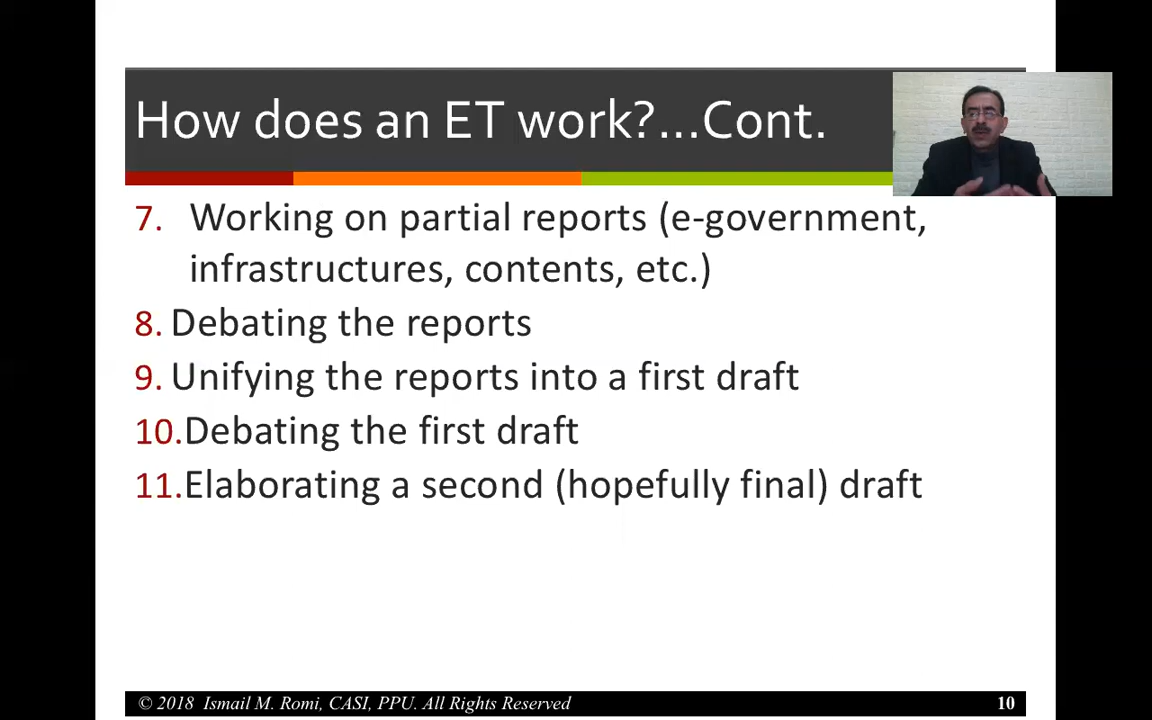 How does an ET work?...Cont.
7. Working on partial reports (e-government,
infrastructures, contents, etc.)
8. Debating the reports
9. Unifying the reports into a first draft
10.Debating the first draft
11.Elaborating a second (hopefully final) draft
© 2018 Ismail M. Romi, CASI, PPU. All Rights Reserved 10